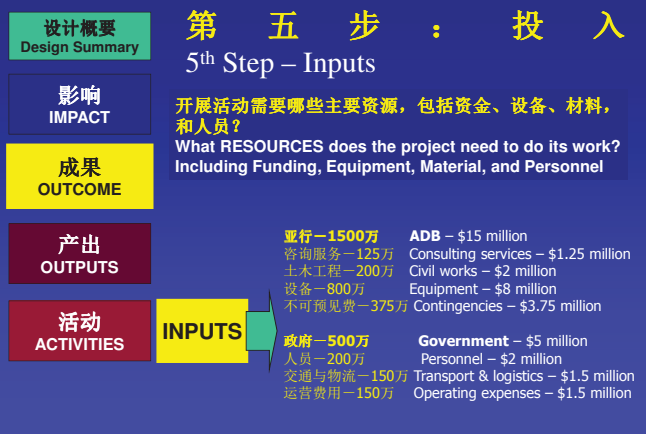 设计概要
Design Summary
影响
IMPACT
成果
OUTCOME
产出
OUTPUTS
活动
ACTIVITIES
INPUTS
第五步：投入
5th Step – Inputs
开展活动需要哪些主要资源，包括资金、设备、材料，
和人员？
What RESOURCES does the project need to do its work?
Including Funding, Equipment, Material, and Personnel
亚行－1500万 ADB – $15 million
咨询服务－125万 Consulting services – $1.25 million
土木工程－200万 Civil works – $2 million
设备－800万 Equipment – $8 million
不可预见费－375万 Contingencies – $3.75 million
政府－500万 Government – $5 million
人员－200万 Personnel – $2 million
交通与物流－150万 Transport & logistics – $1.5 million
运营费用－150万 Operating expenses – $1.5 million